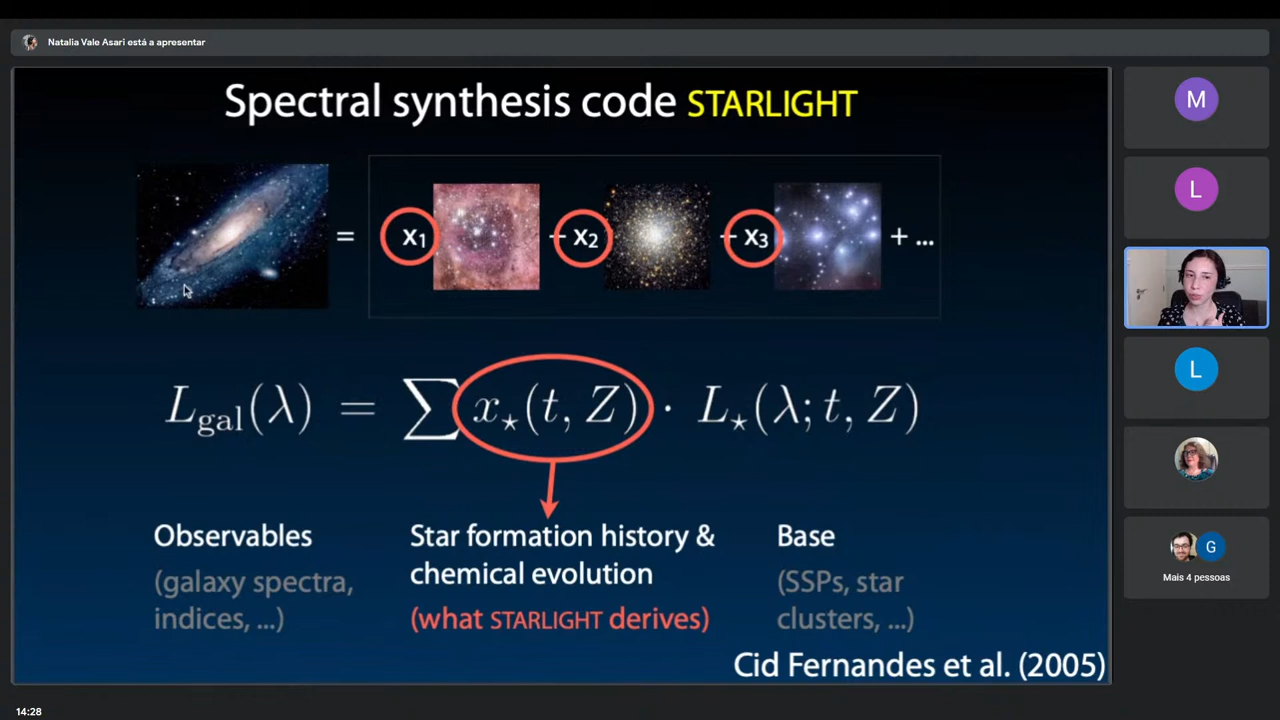 Natalia Vale Asari está a apresentar
Spectral synthesis code STARLIGHT
= x₁ + x₂ + x₃ + ...
L_gal(λ) = ∑ x⋆(t, Z) · L⋆(λ; t, Z)
Observables
(galaxy spectra,
indices, ...)
Star formation history &
chemical evolution
(what STARLIGHT derives)
Base
(SSPs, star
clusters, ...)
Cid Fernandes et al. (2005)
M
L
L
G
Mais 4 pessoas
14:28